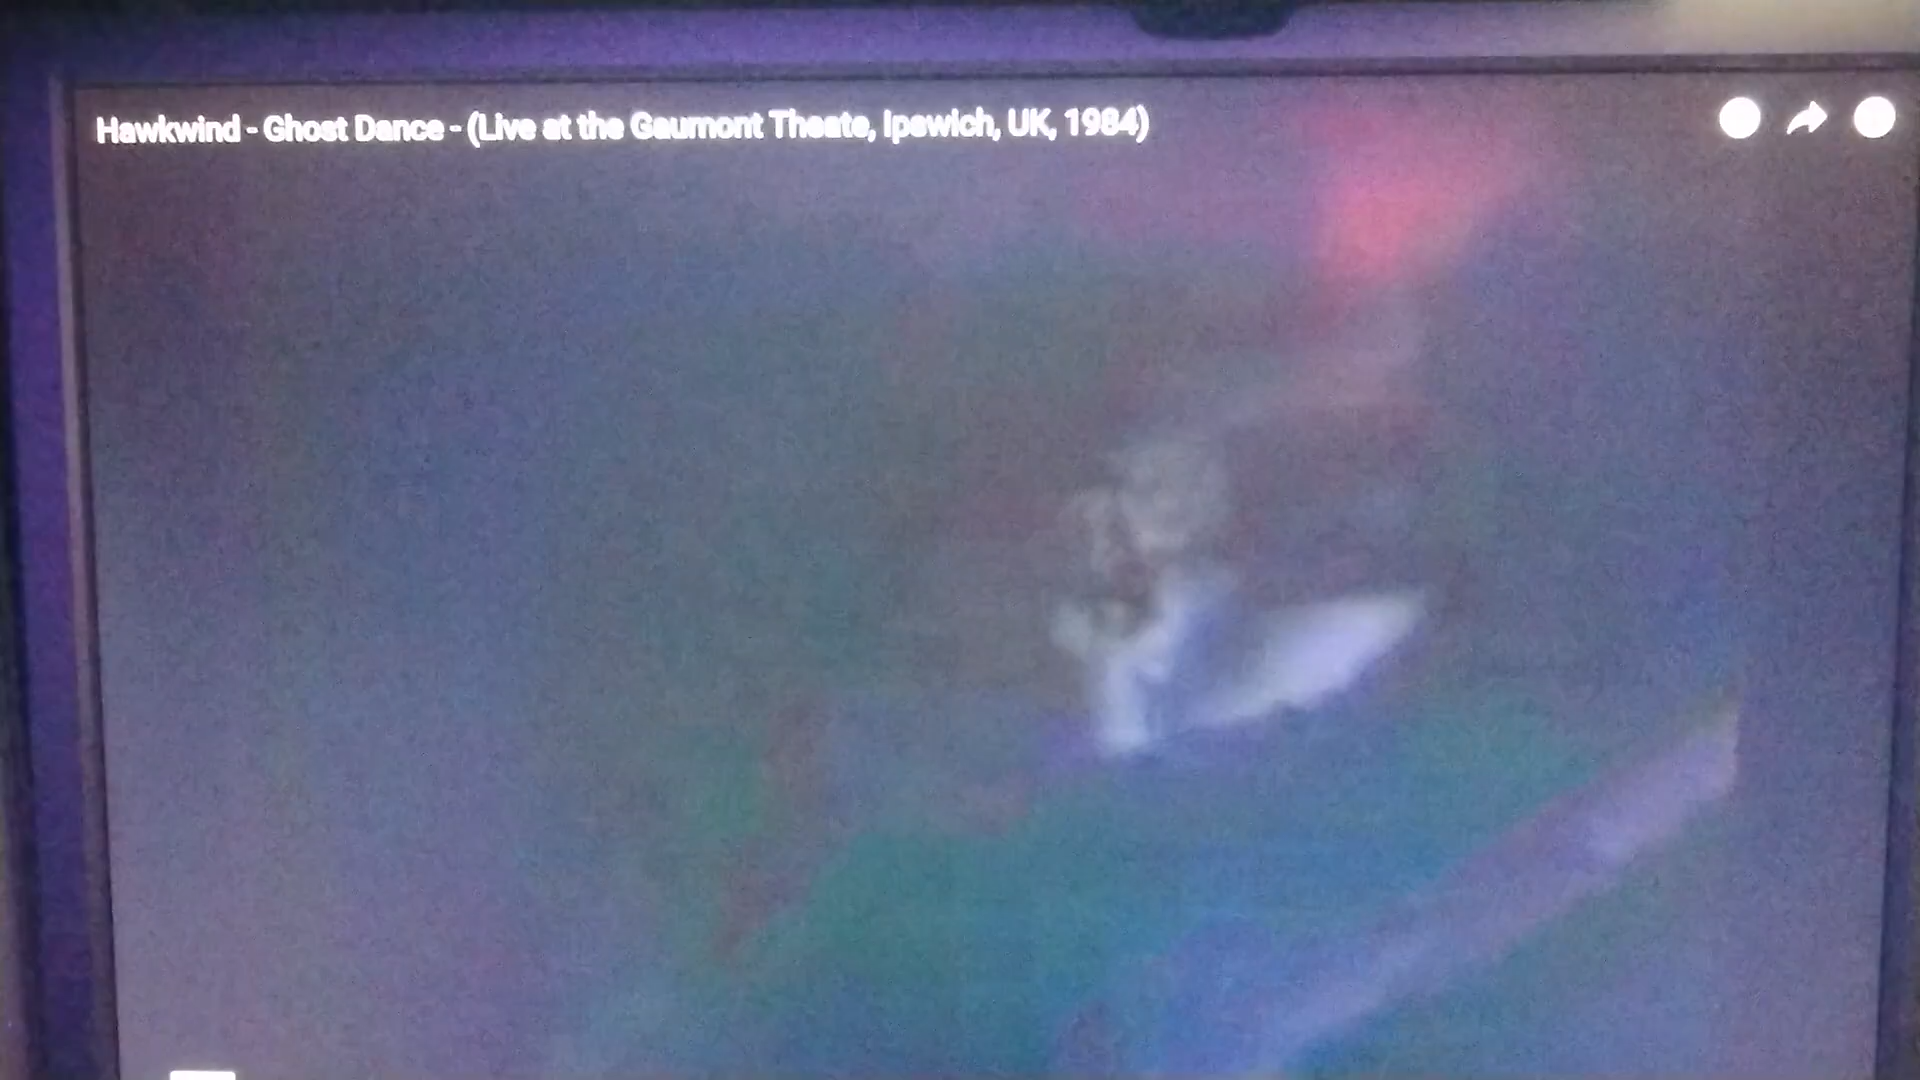 Hawkwind - Ghost Dance - (Live at the Gaumont Theate, Ipswich, UK, 1984)